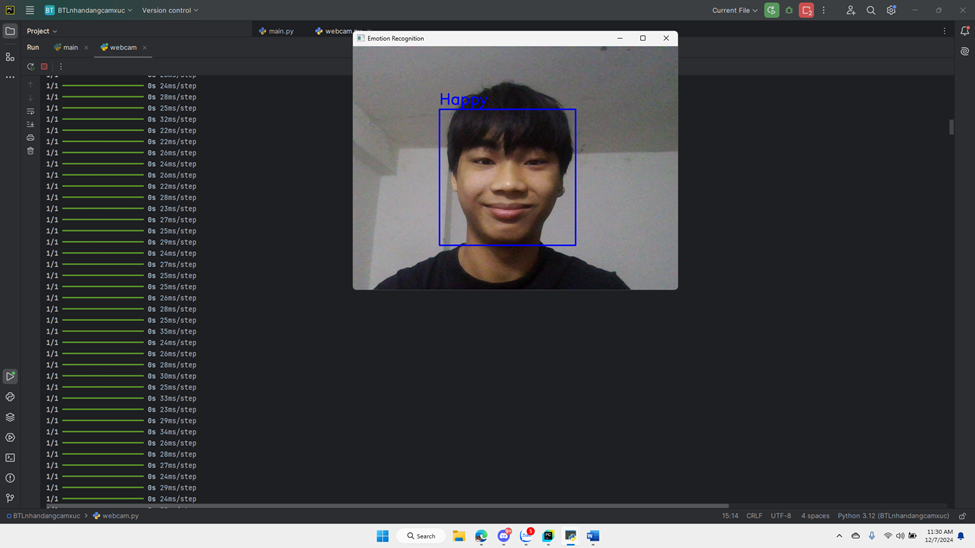 BT BTLnhandangcamxuc
Version control
Current File
2
Project
main.py
webcam
Run
main
webcam
Emotion Recognition
Happy
1/1 0s 24ms/step
1/1 0s 28ms/step
1/1 0s 25ms/step
1/1 0s 32ms/step
1/1 0s 22ms/step
1/1 0s 22ms/step
1/1 0s 26ms/step
1/1 0s 24ms/step
1/1 0s 26ms/step
1/1 0s 22ms/step
1/1 0s 28ms/step
1/1 0s 23ms/step
1/1 0s 27ms/step
1/1 0s 25ms/step
1/1 0s 29ms/step
1/1 0s 24ms/step
1/1 0s 27ms/step
1/1 0s 25ms/step
1/1 0s 25ms/step
1/1 0s 26ms/step
1/1 0s 28ms/step
1/1 0s 25ms/step
1/1 0s 35ms/step
1/1 0s 24ms/step
1/1 0s 26ms/step
1/1 0s 28ms/step
1/1 0s 30ms/step
1/1 0s 25ms/step
1/1 0s 33ms/step
1/1 0s 23ms/step
1/1 0s 29ms/step
1/1 0s 34ms/step
1/1 0s 26ms/step
1/1 0s 28ms/step
1/1 0s 27ms/step
1/1 0s 24ms/step
1/1 0s 29ms/step
1/1 0s 24ms/step
BTLnhandangcamxuc > webcam.py
15:14 CRLF UTF-8 4 spaces Python 3.12 (BTLnhandangcamxuc)
Search
11:30 AM
12/7/2024